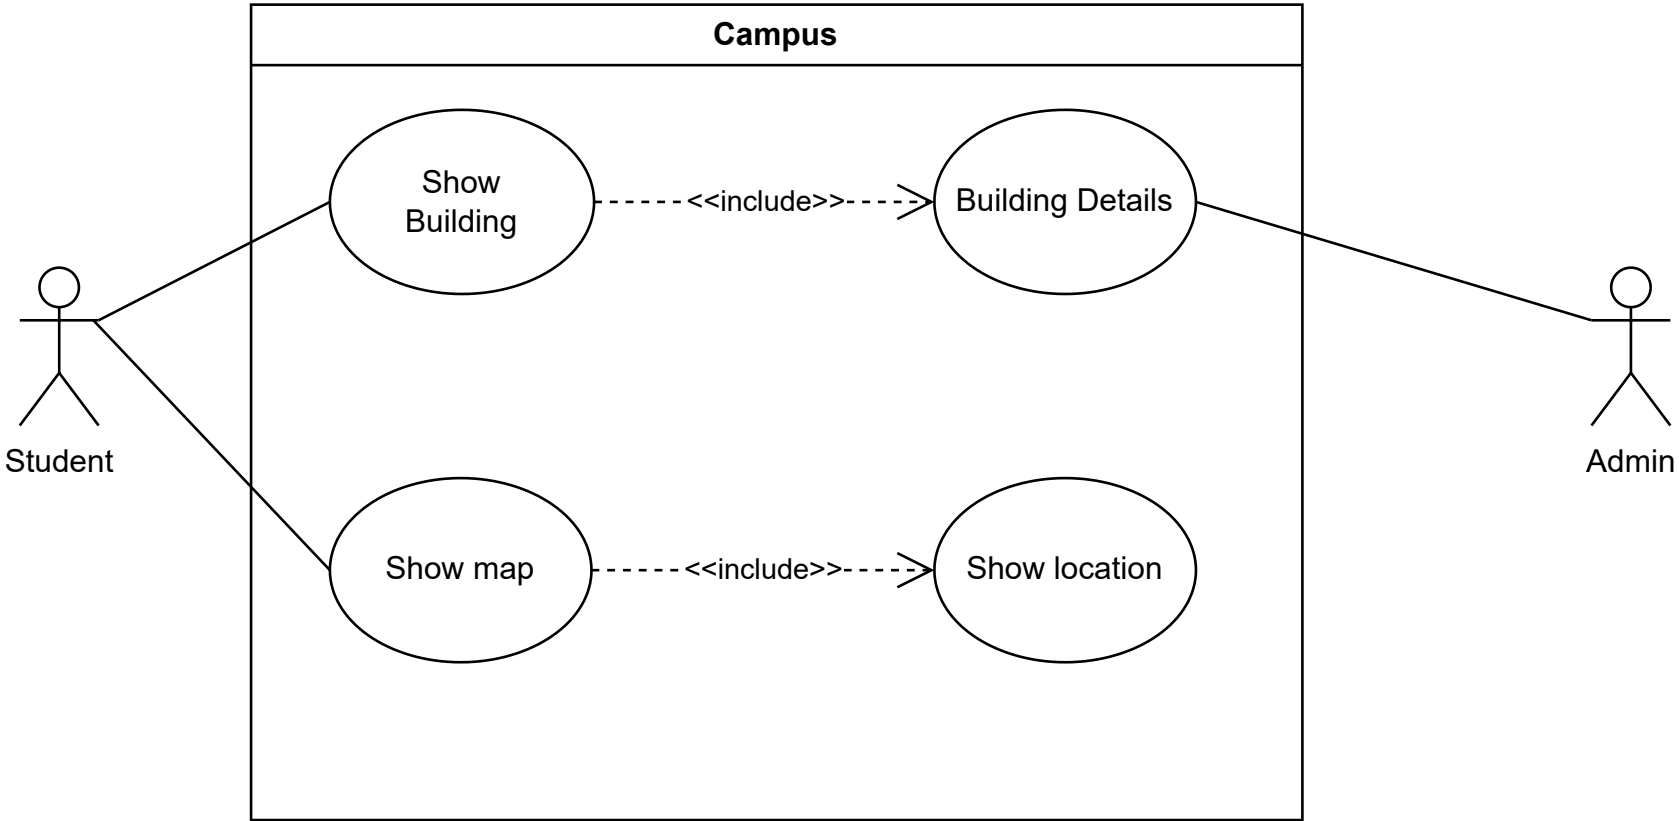 Campus
Show
Building
<<include>>
Building Details
Student
Admin
Show map
<<include>>
Show location